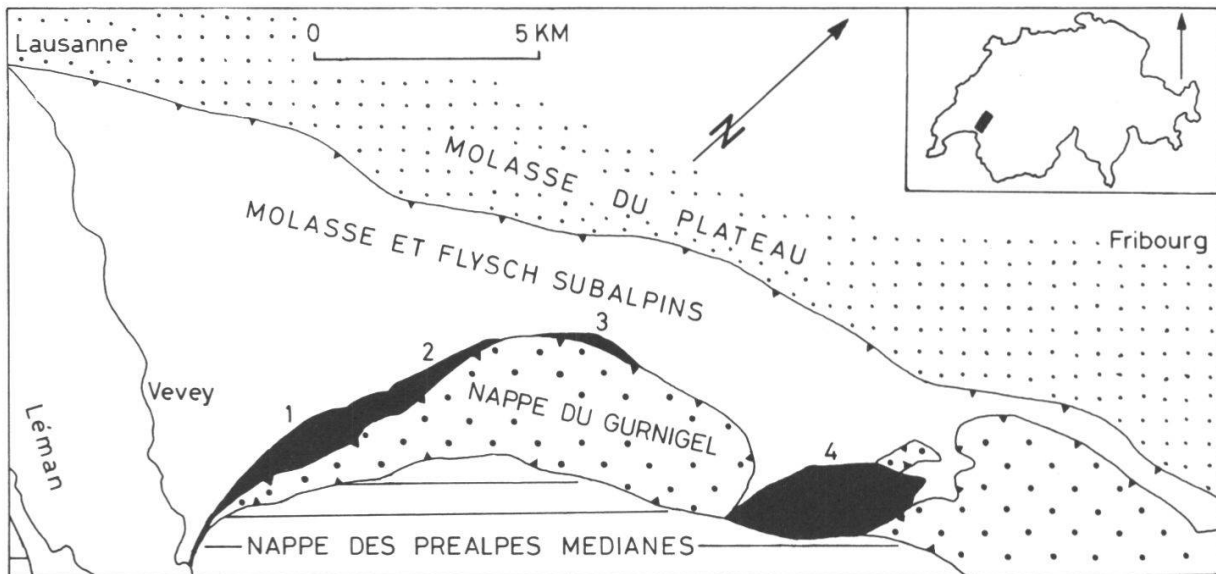 Lausanne
0 5 KM
N
MOLASSE DU PLATEAU
MOLASSE ET FLYSCH SUBALPINS
Fribourg
3
2
Vevey
1
NAPPE DU GURNIGEL
4
Léman
NAPPE DES PREALPES MEDIANES